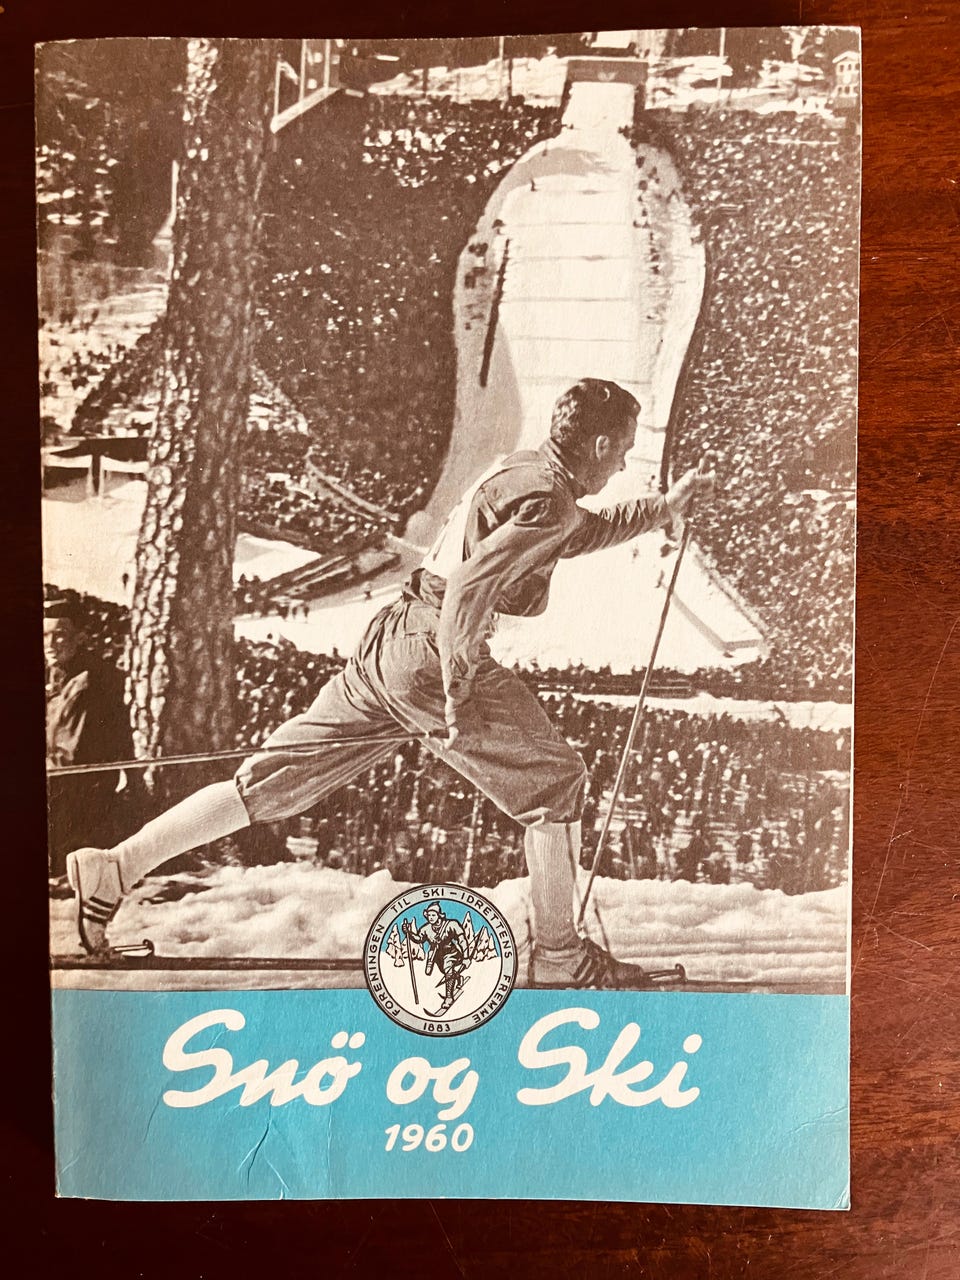 FORENINGEN TIL SKI-IDRETTENS FREMME
1883
Snö og Ski
1960